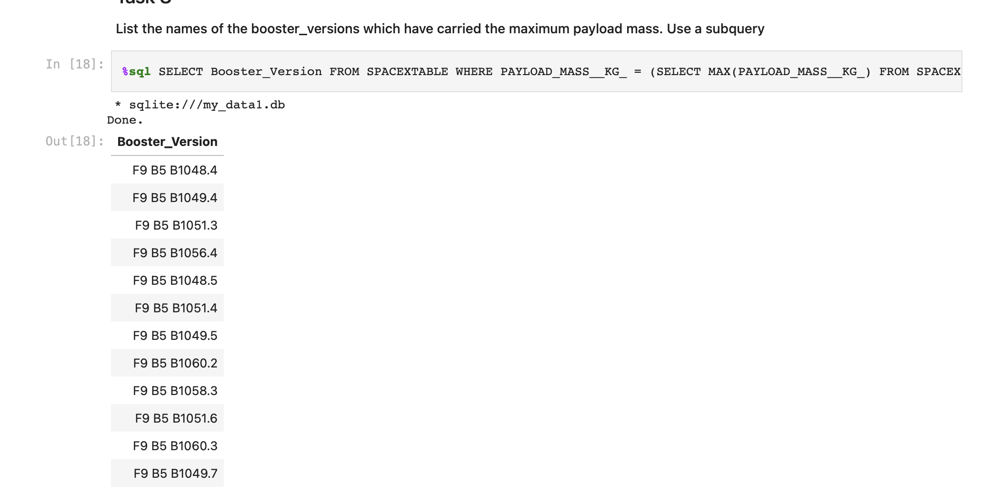 List the names of the booster_versions which have carried the maximum payload mass. Use a subquery
In [18]:
%sql SELECT Booster_Version FROM SPACEXTABLE WHERE PAYLOAD_MASS__KG_ = (SELECT MAX(PAYLOAD_MASS__KG_) FROM SPACEX
* sqlite:///my_data1.db
Done.
Out[18]:
Booster_Version
F9 B5 B1048.4
F9 B5 B1049.4
F9 B5 B1051.3
F9 B5 B1056.4
F9 B5 B1048.5
F9 B5 B1051.4
F9 B5 B1049.5
F9 B5 B1060.2
F9 B5 B1058.3
F9 B5 B1051.6
F9 B5 B1060.3
F9 B5 B1049.7